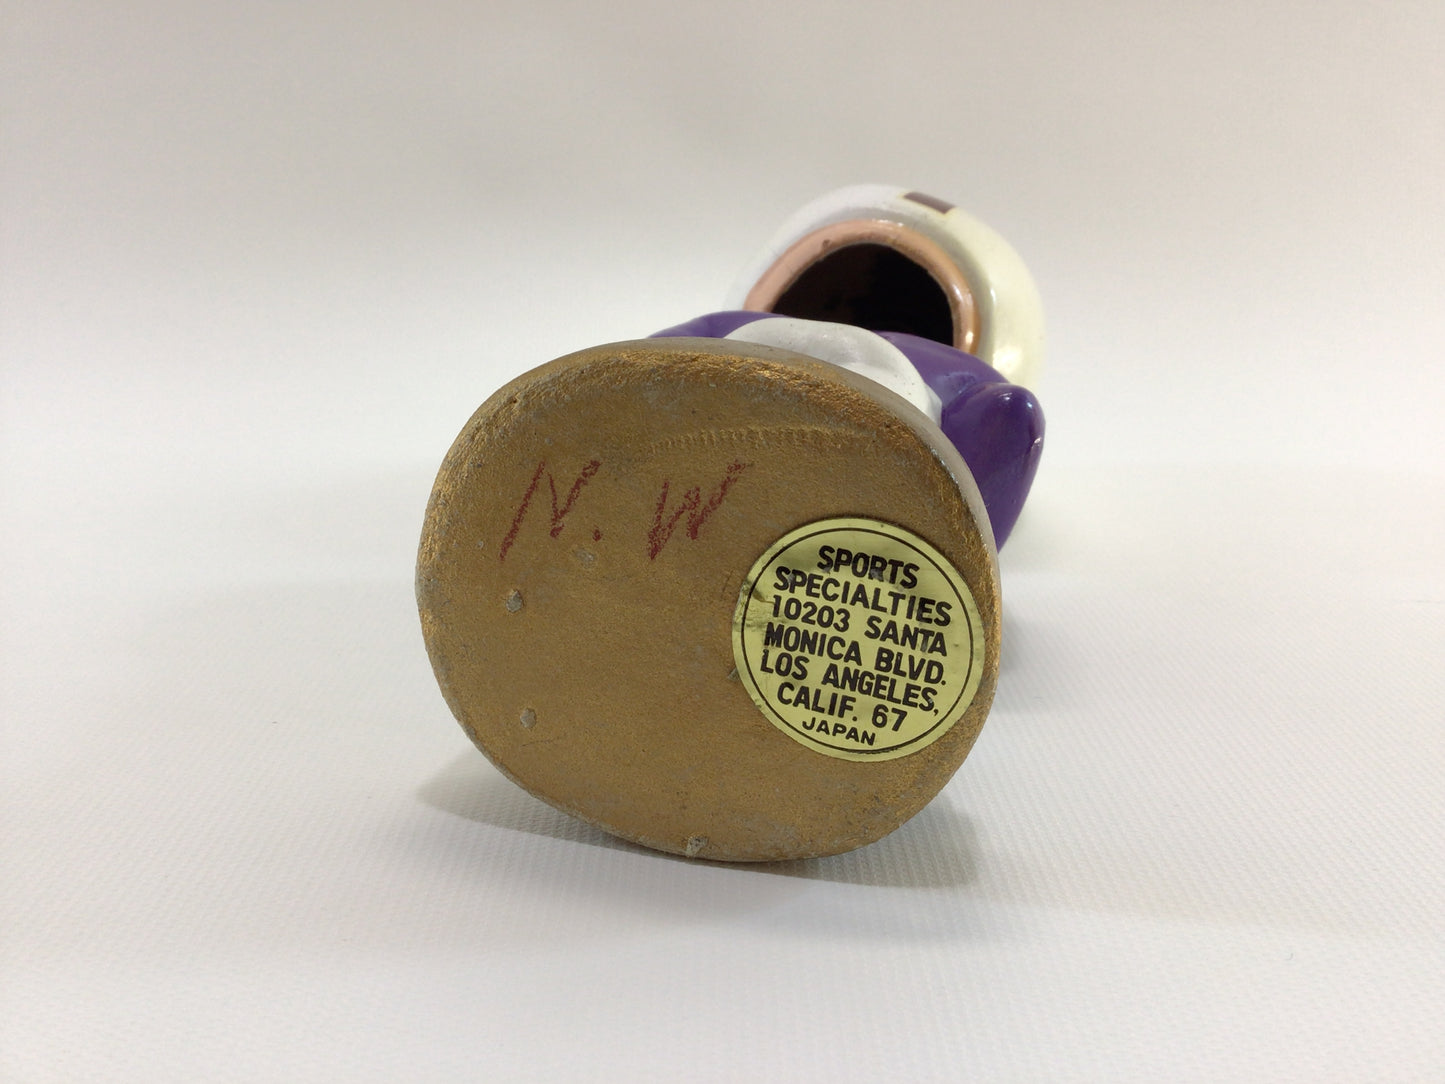 N. W
SPORTS
SPECIALTIES
10203 SANTA
MONICA BLVD.
LOS ANGELES,
CALIF. 67
JAPAN